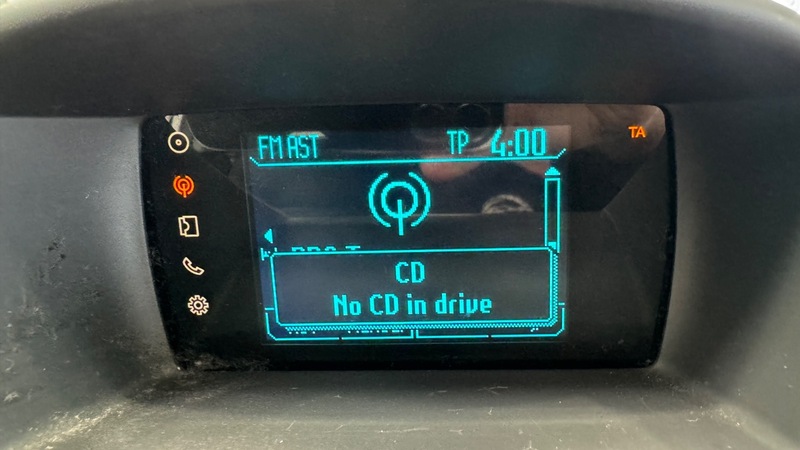 FM AST TP 4:00
TA
CD
No CD in drive